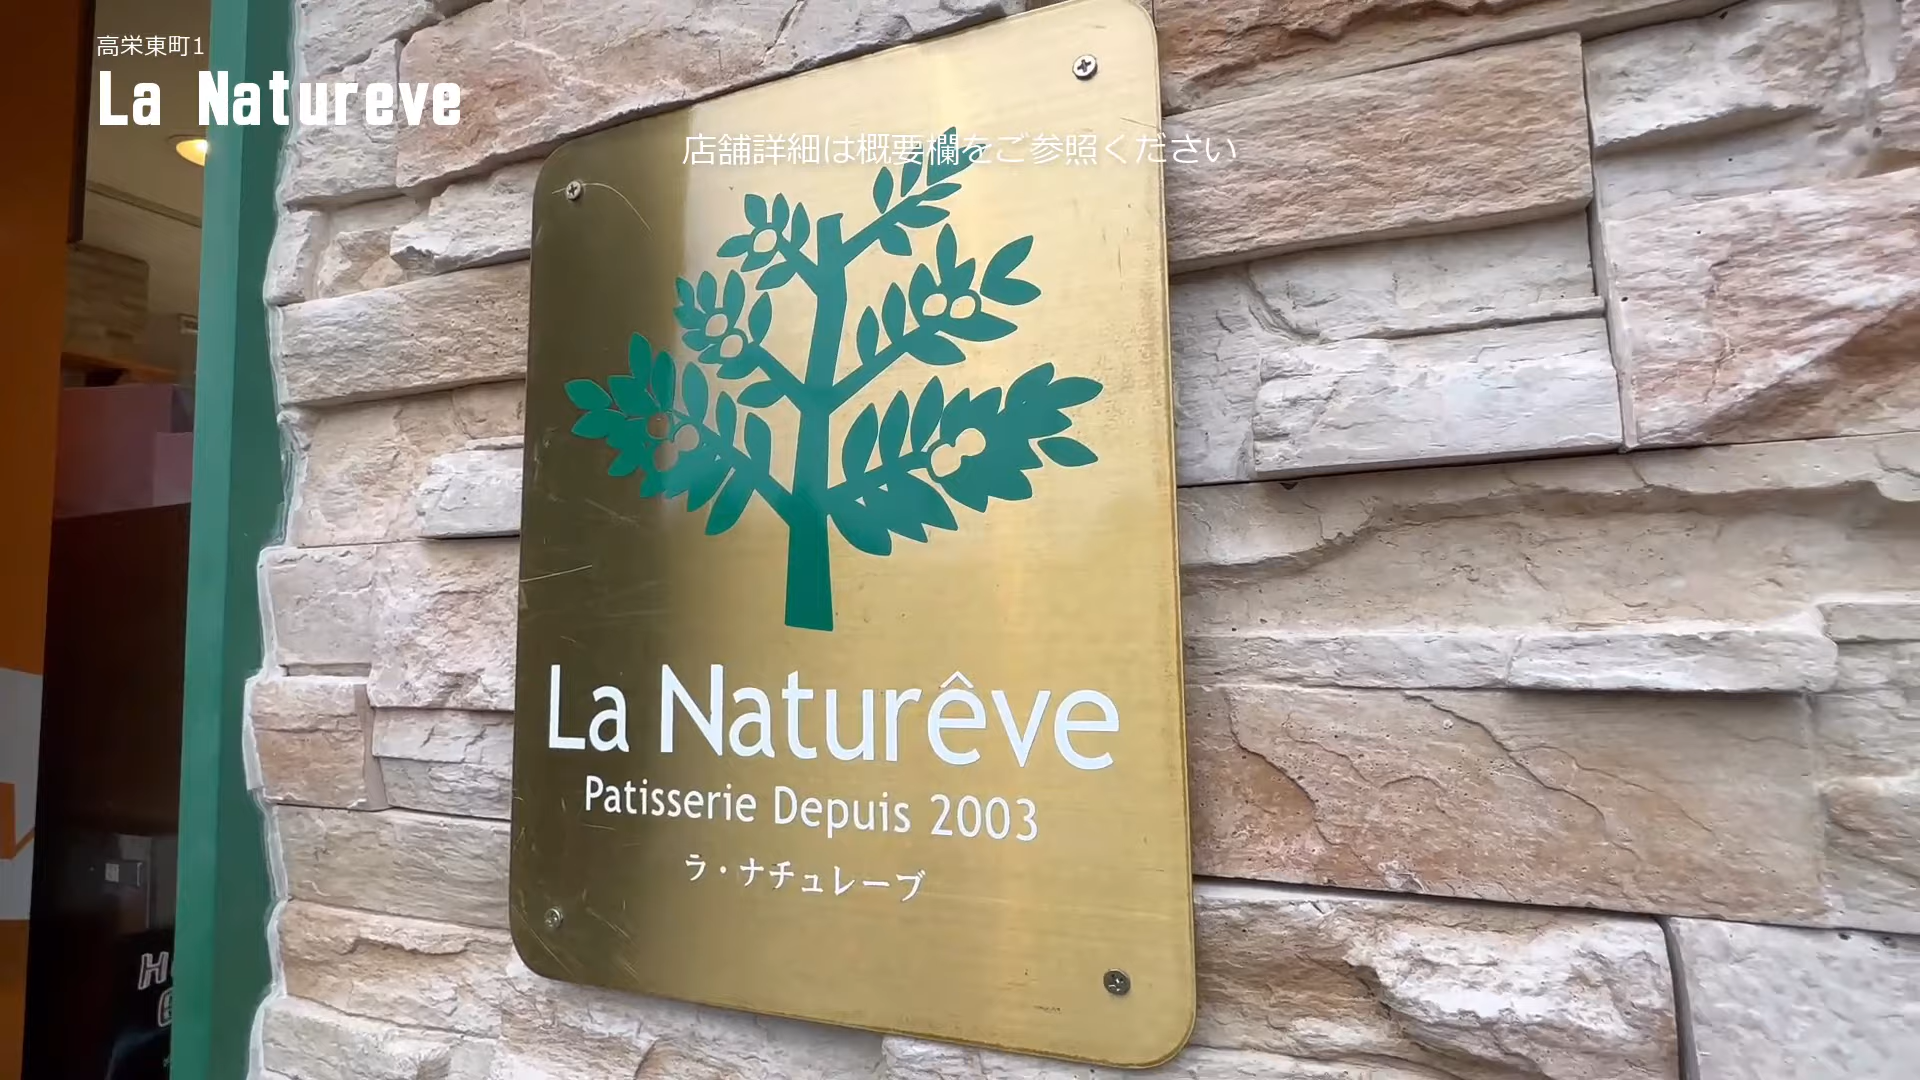 高栄東町1
La Natureve
店舗詳細は概要欄をご参照ください
La Naturêve
Patisserie Depuis 2003
ラ・ナチュレーブ